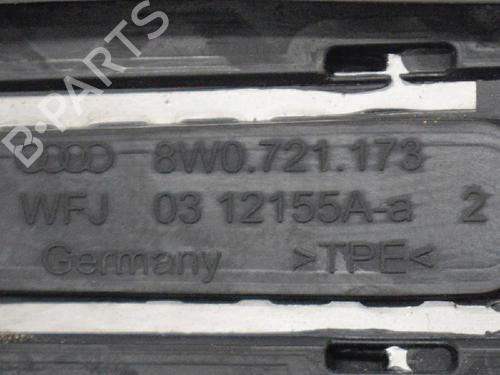 B-PARTS
8W0.721.173
WFJ 03 12155A-a 2
Germany >TPE<